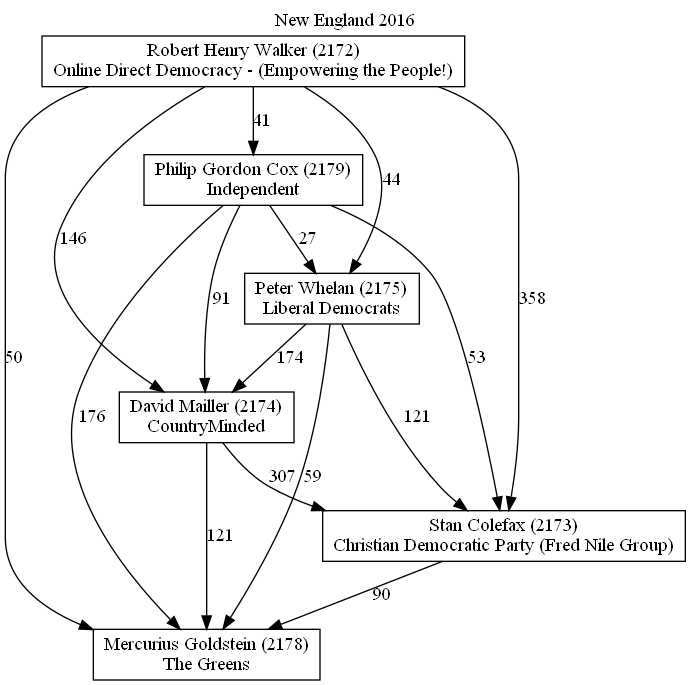 New England 2016
Robert Henry Walker (2172)
Online Direct Democracy - (Empowering the People!)
41
Philip Gordon Cox (2179)
Independent
44
146
27
Peter Whelan (2175)
Liberal Democrats
91
358
50
174
53
David Mailler (2174)
CountryMinded
176
121
307
59
Stan Colefax (2173)
Christian Democratic Party (Fred Nile Group)
121
90
Mercurius Goldstein (2178)
The Greens